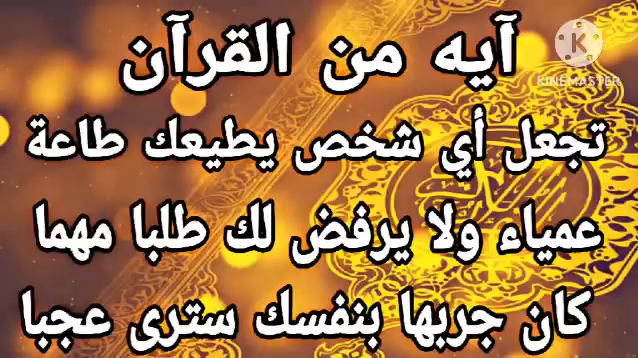 آيه من القرآن
KINEMASTER
تجعل أي شخص يطيعك طاعة
عمياء ولا يرفض لك طلبا مهما
كان جربها بنفسك سترى عجبا